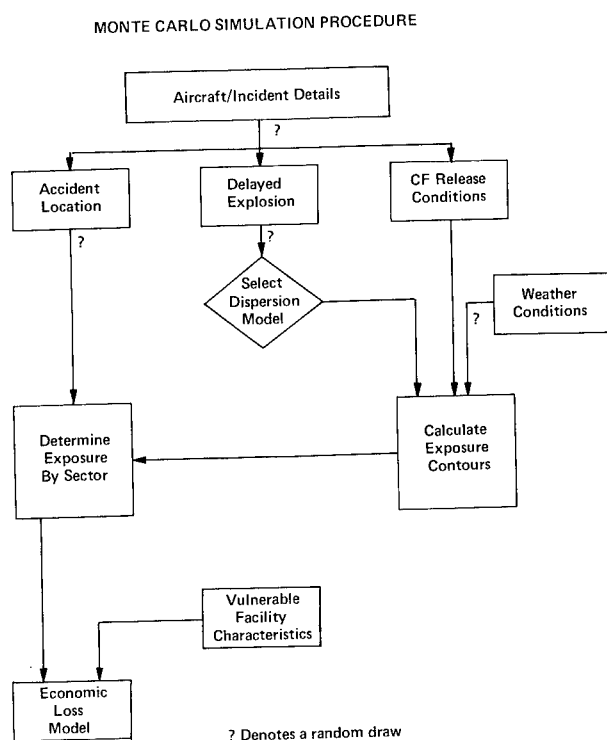 MONTE CARLO SIMULATION PROCEDURE
Aircraft/Incident Details
?
Accident
Location
Delayed
Explosion
CF Release
Conditions
?
?
Select
Dispersion
Model
Weather
Conditions
?
Determine
Exposure
By Sector
Calculate
Exposure
Contours
Vulnerable
Facility
Characteristics
Economic
Loss
Model
? Denotes a random draw